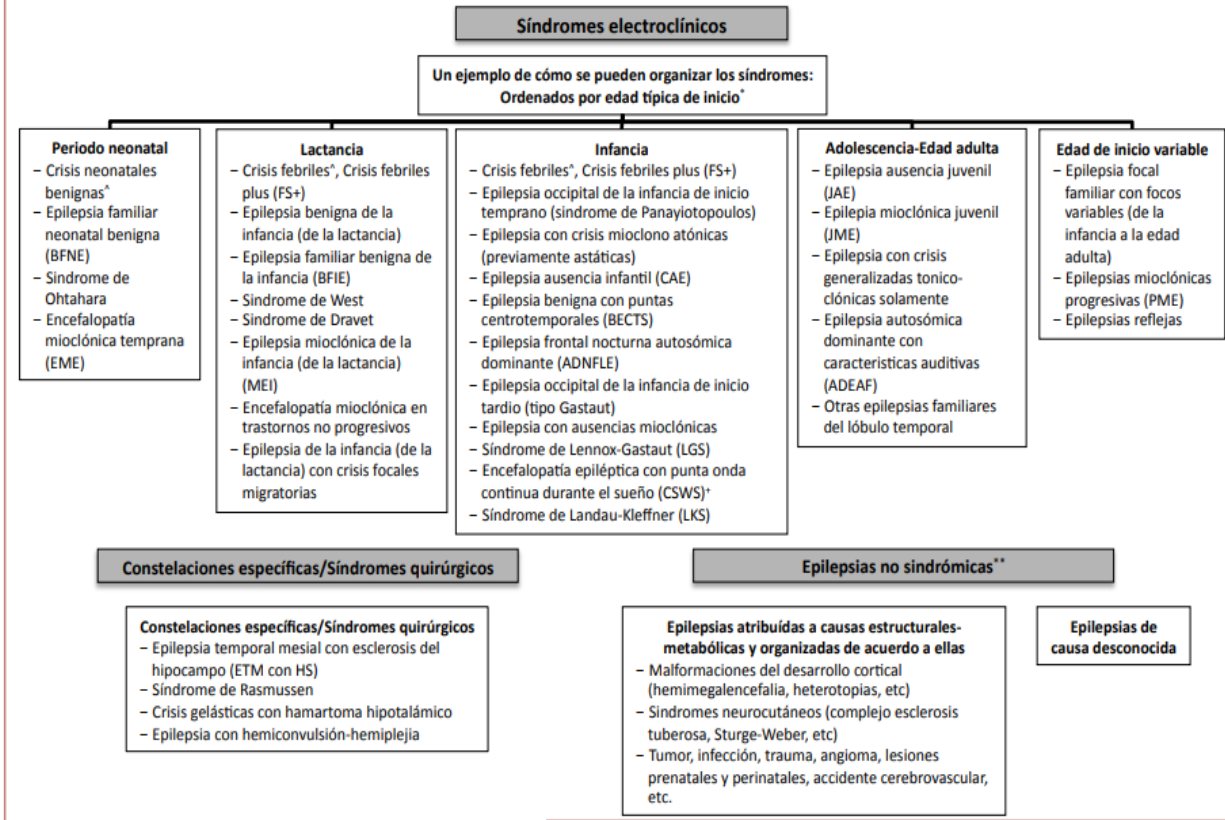 Síndromes electroclínicos
Un ejemplo de cómo se pueden organizar los síndromes:
Ordenados por edad típica de inicio*
Periodo neonatal
– Crisis neonatales
benignas^
– Epilepsia familiar
neonatal benigna
(BFNE)
– Sindrome de
Ohtahara
– Encefalopatía
mioclónica temprana
(EME)
Lactancia
– Crisis febriles^, Crisis febriles
plus (FS+)
– Epilepsia benigna de la
infancia (de la lactancia)
– Epilepsia familiar benigna de
la infancia (BFIE)
– Sindrome de West
– Sindrome de Dravet
– Epilepsia mioclónica de la
infancia (de la lactancia)
(MEI)
– Encefalopatía mioclónica en
trastornos no progresivos
– Epilepsia de la infancia (de la
lactancia) con crisis focales
migratorias
Infancia
– Crisis febriles^, Crisis febriles plus (FS+)
– Epilepsia occipital de la infancia de inicio
temprano (sindrome de Panayiotopoulos)
– Epilepsia con crisis mioclono atónicas
(previamente astáticas)
– Epilepsia ausencia infantil (CAE)
– Epilepsia benigna con puntas
centrotemporales (BECTS)
– Epilepsia frontal nocturna autosómica
dominante (ADNFLE)
– Epilepsia occipital de la infancia de inicio
tardio (tipo Gastaut)
– Epilepsia con ausencias mioclónicas
– Síndrome de Lennox-Gastaut (LGS)
– Encefalopatía epiléptica con punta onda
continua durante el sueño (CSWS)+
– Síndrome de Landau-Kleffner (LKS)
Adolescencia-Edad adulta
– Epilepsia ausencia juvenil
(JAE)
– Epilepia mioclónica juvenil
(JME)
– Epilepsia con crisis
generalizadas tonico-
clónicas solamente
– Epilepsia autosómica
dominante con
caracteristicas auditivas
(ADEAF)
– Otras epilepsias familiares
del lóbulo temporal
Edad de inicio variable
– Epilepsia focal
familiar con focos
variables (de la
infancia a la edad
adulta)
– Epilepsias mioclónicas
progresivas (PME)
– Epilepsias reflejas
Constelaciones específicas/Síndromes quirúrgicos
Constelaciones específicas/Síndromes quirúrgicos
– Epilepsia temporal mesial con esclerosis del
hipocampo (ETM con HS)
– Síndrome de Rasmussen
– Crisis gelásticas con hamartoma hipotalámico
– Epilepsia con hemiconvulsión-hemiplejia
Epilepsias no sindrómicas**
Epilepsias atribuídas a causas estructurales-
metabólicas y organizadas de acuerdo a ellas
– Malformaciones del desarrollo cortical
(hemimegalencefalia, heterotopias, etc)
– Sindromes neurocutáneos (complejo esclerosis
tuberosa, Sturge-Weber, etc)
– Tumor, infección, trauma, angioma, lesiones
prenatales y perinatales, accidente cerebrovascular,
etc.
Epilepsias de
causa desconocida